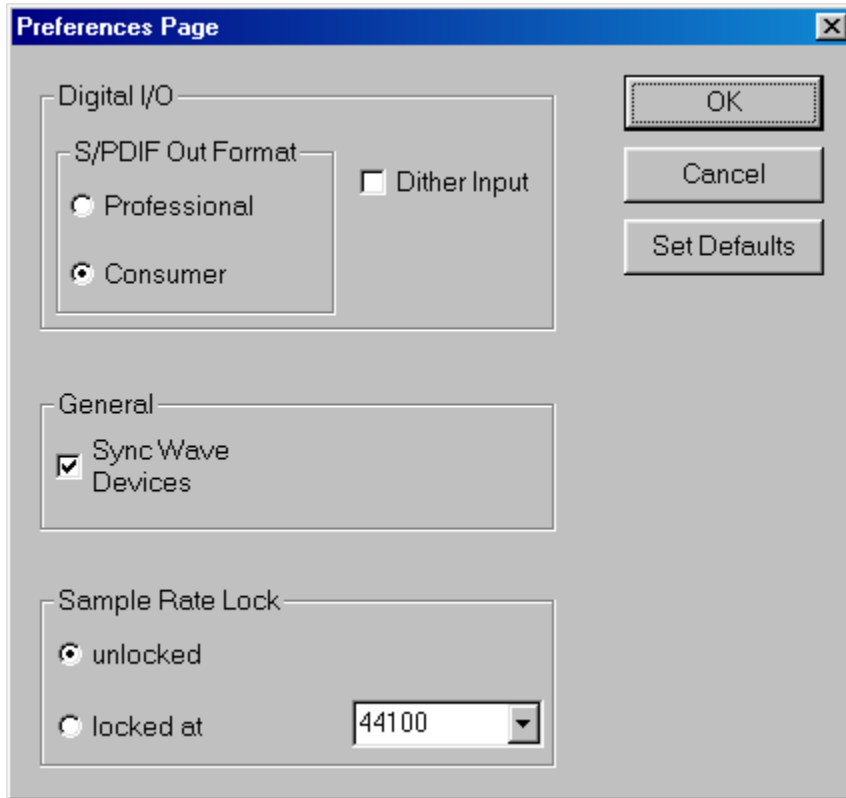 Preferences Page
Digital I/O
S/PDIF Out Format
Professional
Consumer
Dither Input
OK
Cancel
Set Defaults
General
Sync Wave
Devices
Sample Rate Lock
unlocked
locked at
44100